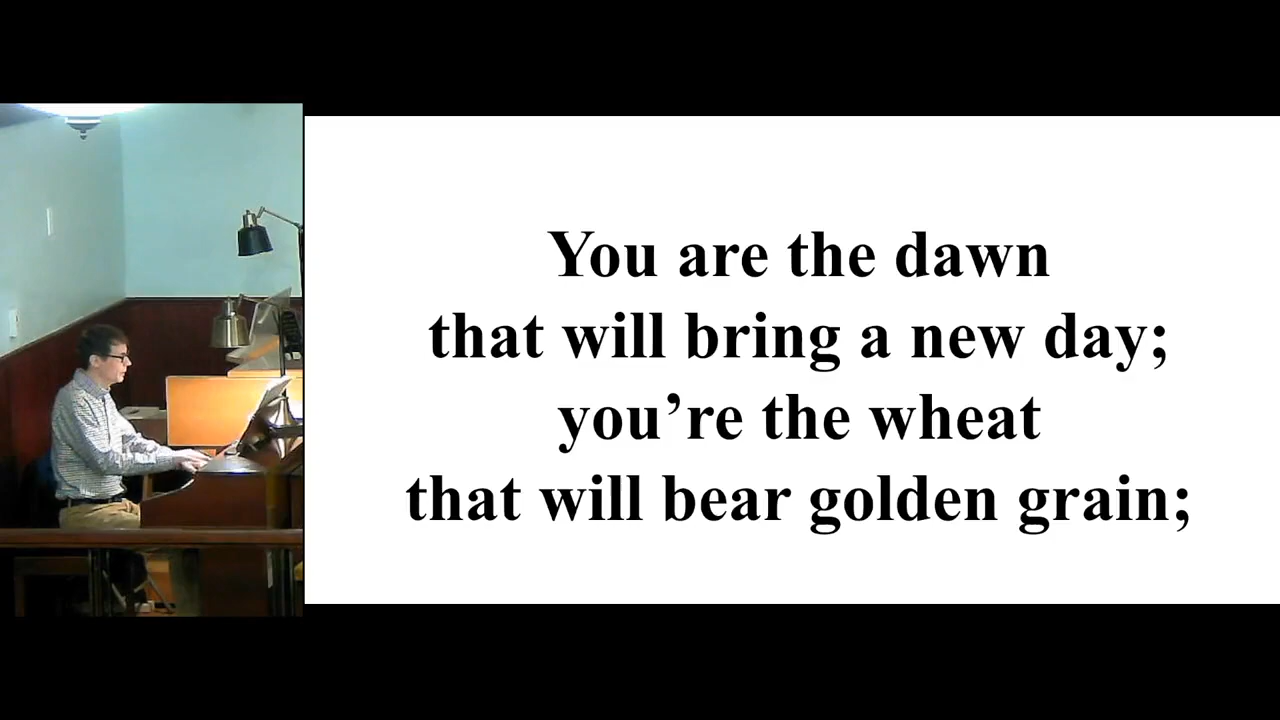 You are the dawn
that will bring a new day;
you’re the wheat
that will bear golden grain;